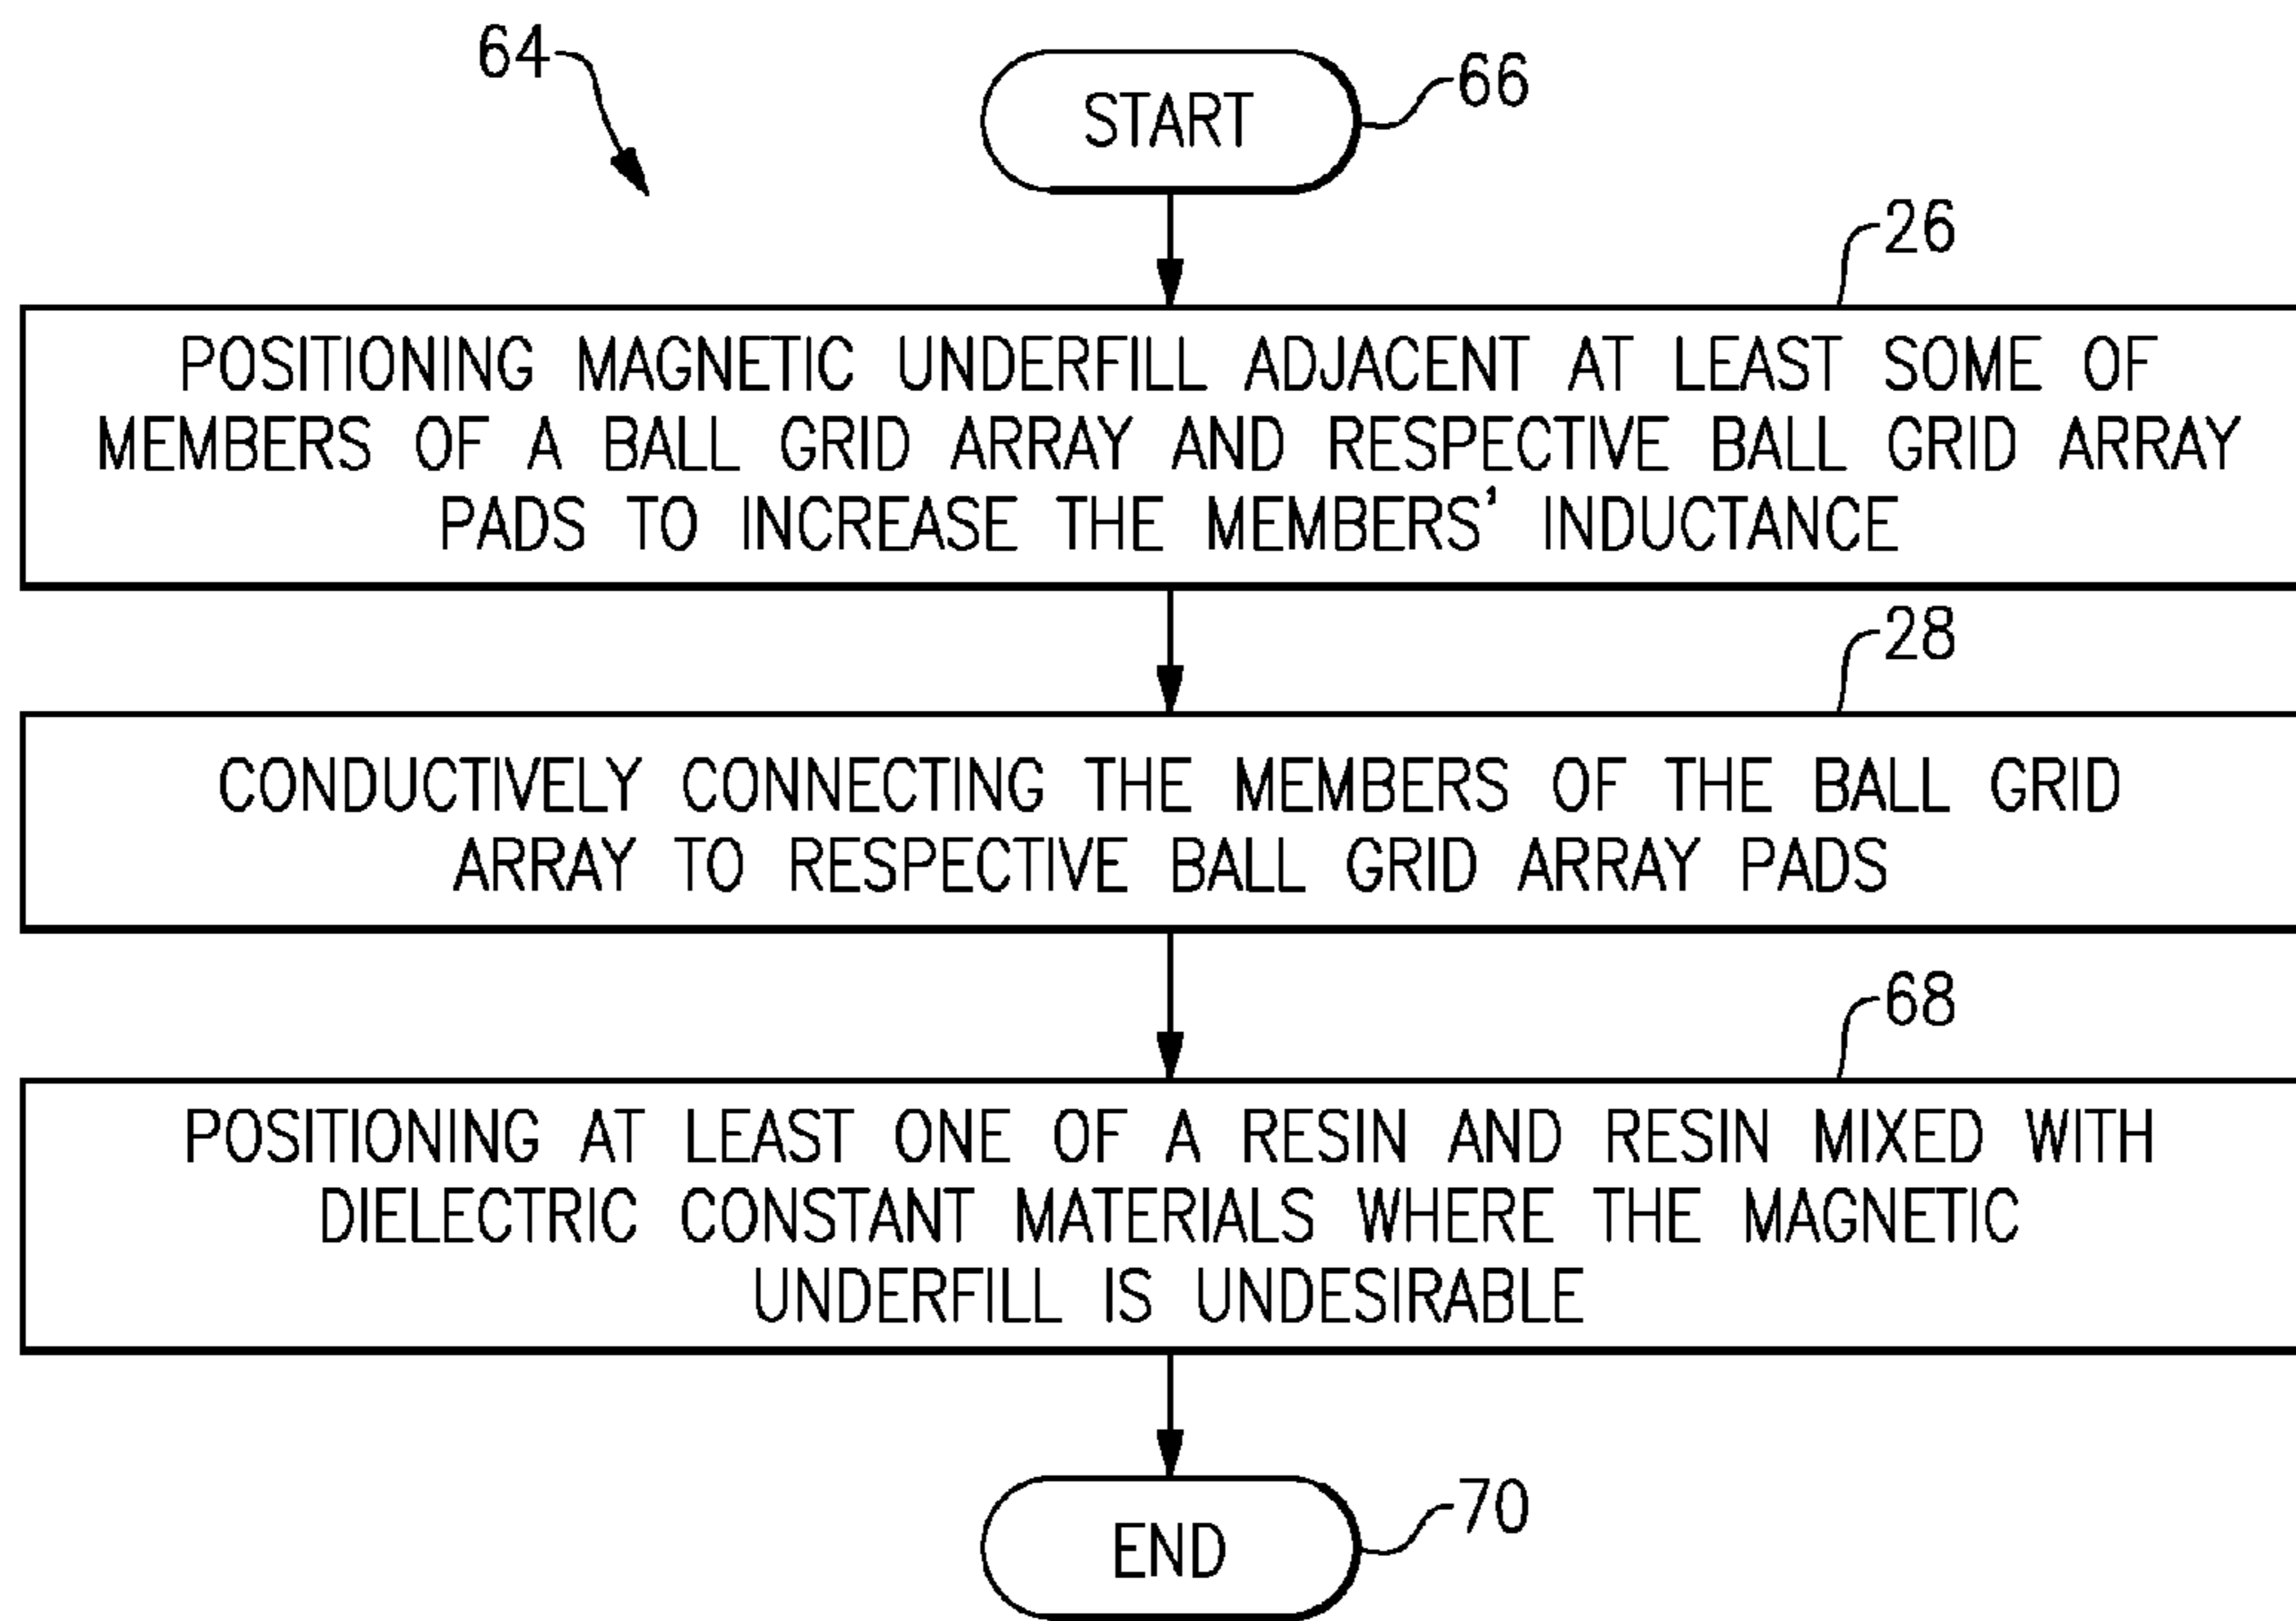 64
START
66
26
POSITIONING MAGNETIC UNDERFILL ADJACENT AT LEAST SOME OF
MEMBERS OF A BALL GRID ARRAY AND RESPECTIVE BALL GRID ARRAY
PADS TO INCREASE THE MEMBERS' INDUCTANCE
28
CONDUCTIVELY CONNECTING THE MEMBERS OF THE BALL GRID
ARRAY TO RESPECTIVE BALL GRID ARRAY PADS
68
POSITIONING AT LEAST ONE OF A RESIN AND RESIN MIXED WITH
DIELECTRIC CONSTANT MATERIALS WHERE THE MAGNETIC
UNDERFILL IS UNDESIRABLE
70
END